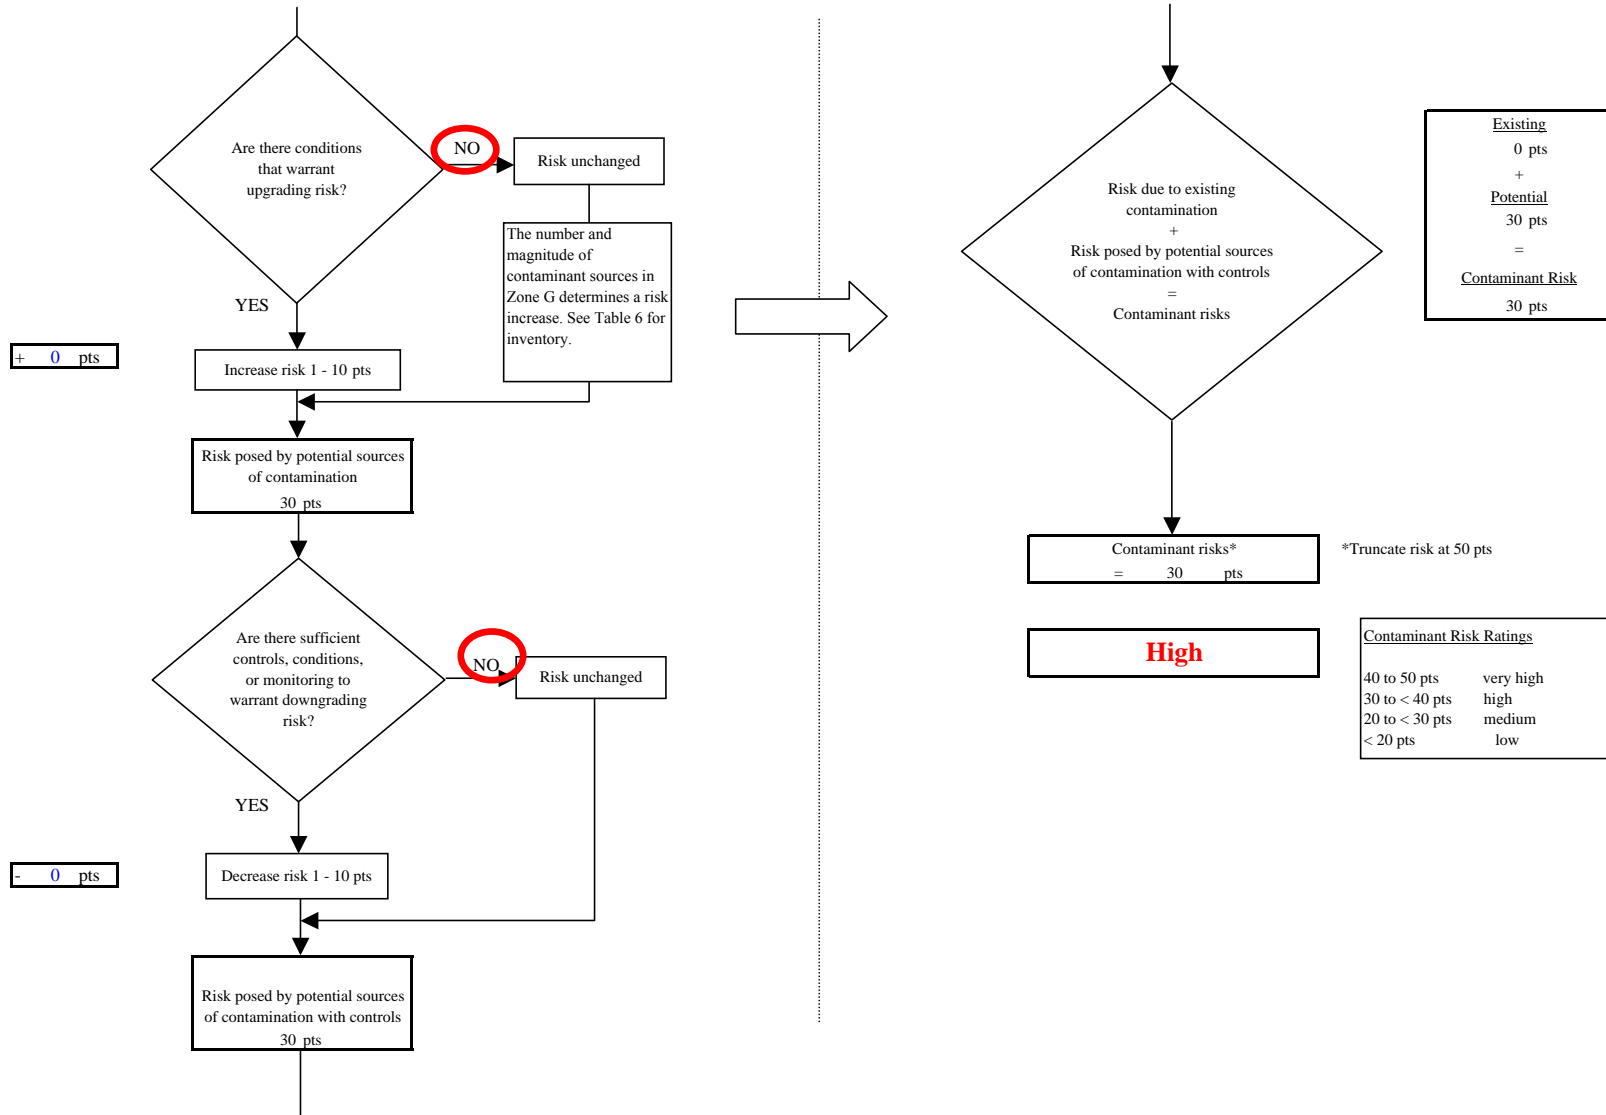 Are there conditions
that warrant
upgrading risk?
NO
Risk unchanged
The number and
magnitude of
contaminant sources in
Zone G determines a risk
increase. See Table 6 for
inventory.
YES
+ 0 pts
Increase risk 1 - 10 pts
Risk posed by potential sources
of contamination
30 pts
Are there sufficient
controls, conditions,
or monitoring to
warrant downgrading
risk?
NO
Risk unchanged
YES
- 0 pts
Decrease risk 1 - 10 pts
Risk posed by potential sources
of contamination with controls
30 pts
Risk due to existing
contamination
+
Risk posed by potential sources
of contamination with controls
=
Contaminant risks
Existing
0 pts
+
Potential
30 pts
=
Contaminant Risk
30 pts
Contaminant risks*
= 30 pts
*Truncate risk at 50 pts
High
Contaminant Risk Ratings
40 to 50 pts very high
30 to < 40 pts high
20 to < 30 pts medium
< 20 pts low